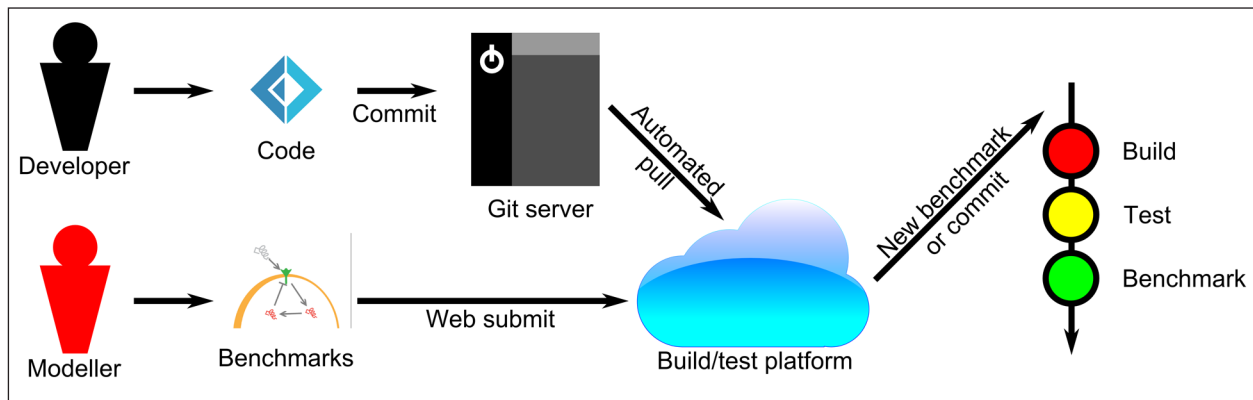 Developer
Code
Commit
Git server
Automated
pull
New benchmark
or commit
Build
Test
Benchmark
Modeller
Benchmarks
Web submit
Build/test platform